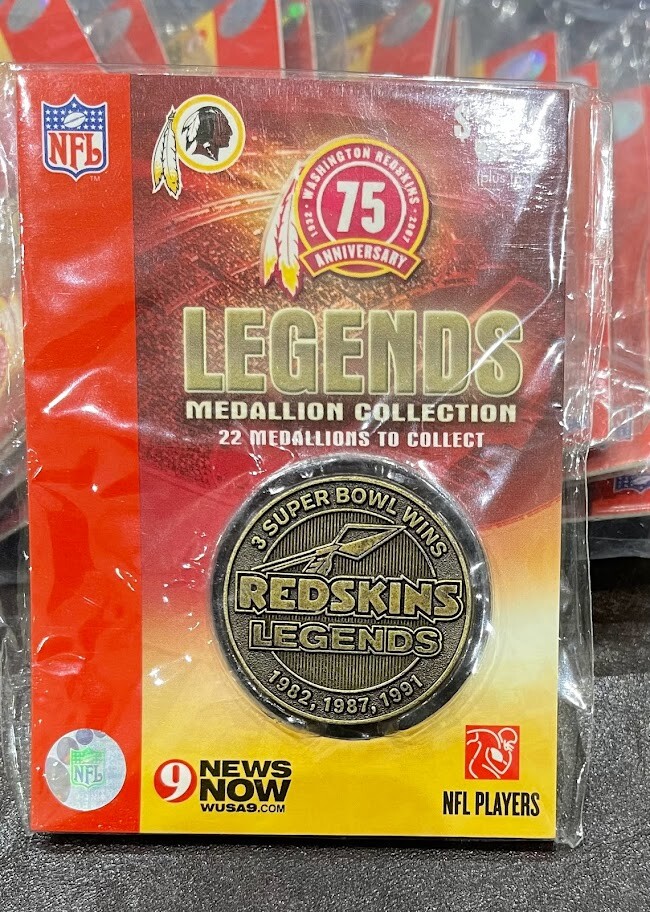 NFL
TM
WASHINGTON REDSKINS
1932 75 2007
ANNIVERSARY
LEGENDS
MEDALLION COLLECTION
22 MEDALLIONS TO COLLECT
3 SUPER BOWL WINS
REDSKINS
LEGENDS
1982, 1987, 1991
NFL
9 NEWS
NOW
WUSA9.COM
NFL PLAYERS